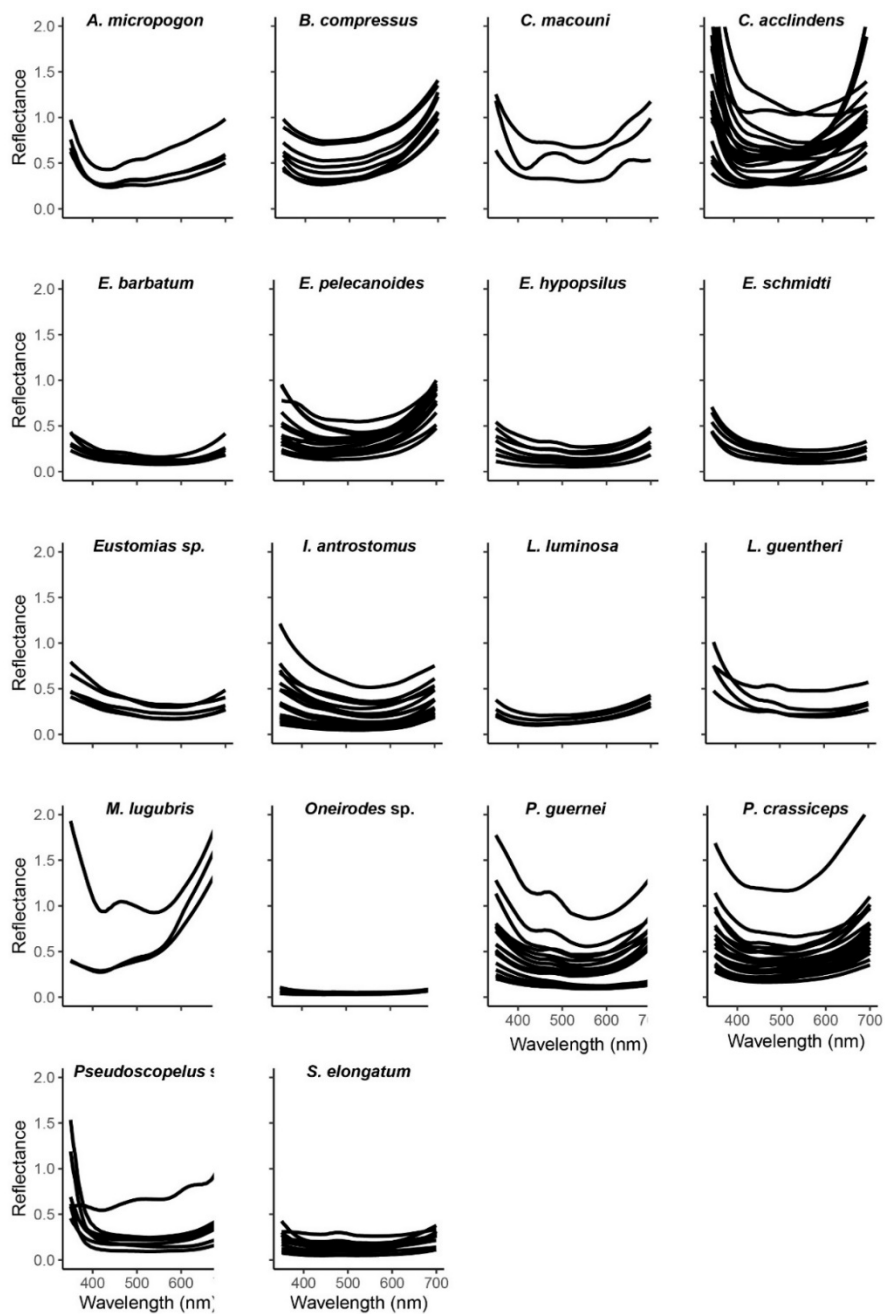 A. micropogon B. compressus C. macouni C. acclindens
2.0
1.5
1.0
0.5
0.0
Reflectance
E. barbatum E. pelecanoides E. hypopsilus E. schmidti
2.0
1.5
1.0
0.5
0.0
Reflectance
Eustomias sp. I. antrostomus L. luminosa L. guentheri
2.0
1.5
1.0
0.5
0.0
Reflectance
M. lugubris Oneirodes sp. P. guernei P. crassiceps
2.0
1.5
1.0
0.5
0.0
Reflectance
400 500 600 70 400 500 600 700
Wavelength (nm) Wavelength (nm)
Pseudoscopelus s S. elongatum
2.0
1.5
1.0
0.5
0.0
Reflectance
400 500 600 7 400 500 600 700
Wavelength (nm) Wavelength (nm)